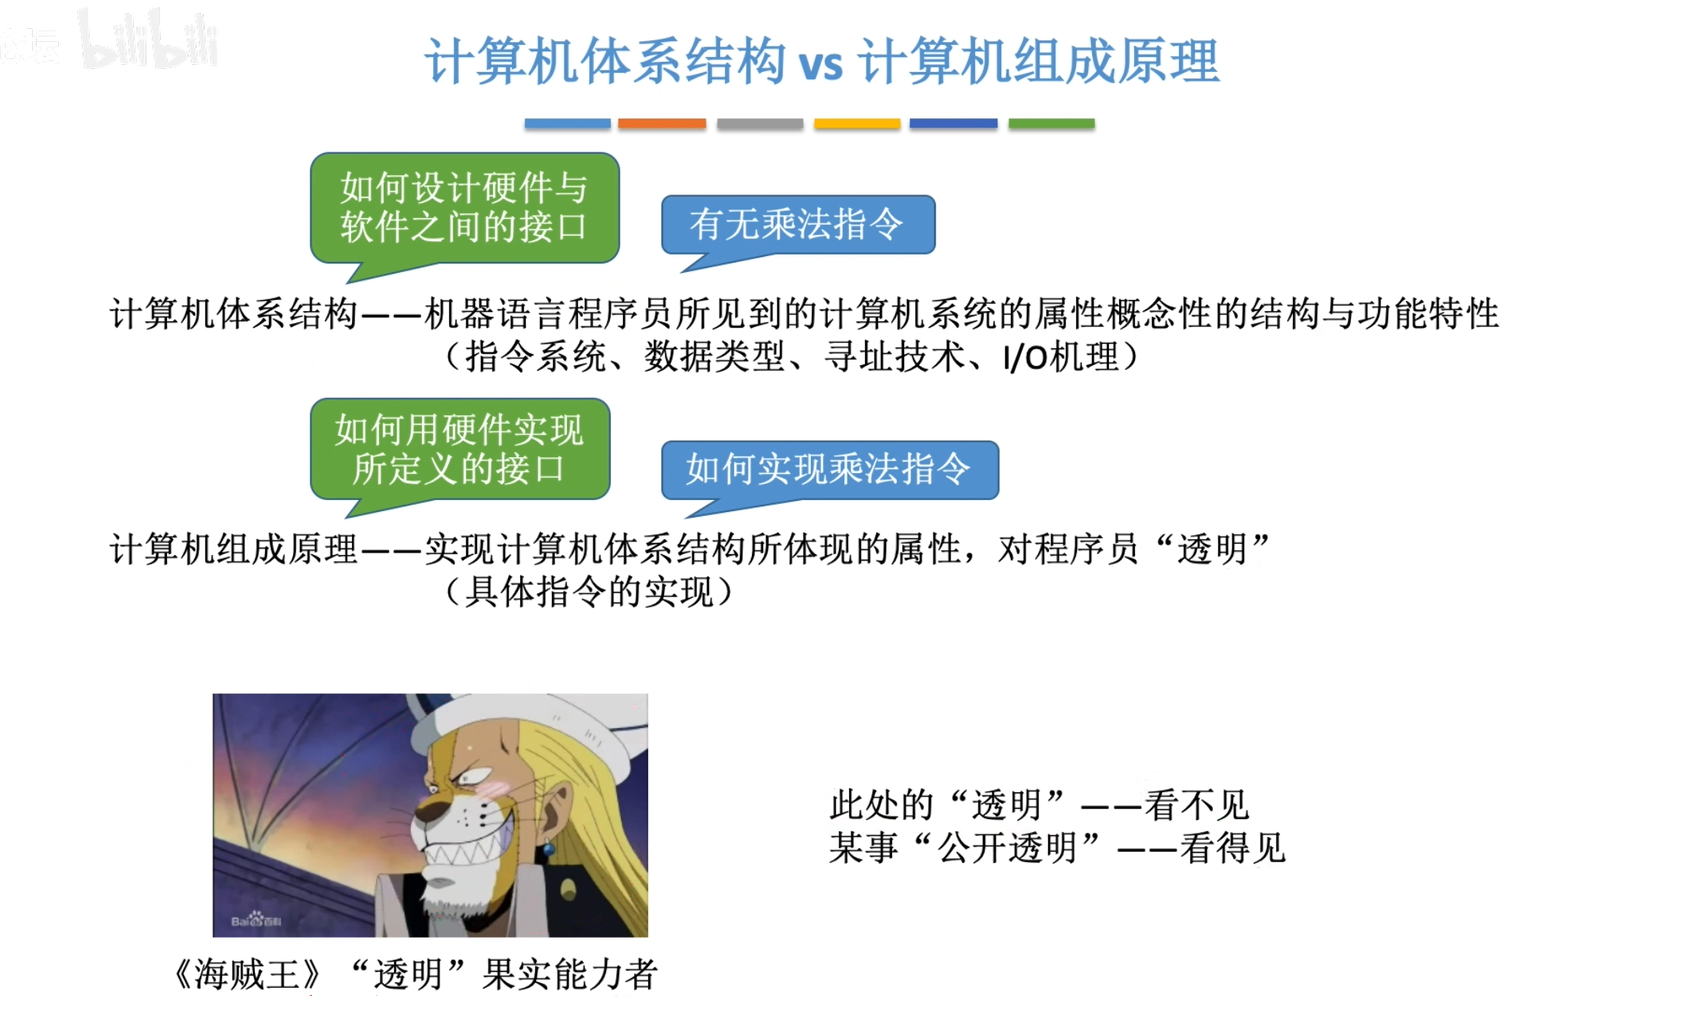 论坛 bilibili
计算机体系结构 vs 计算机组成原理
如何设计硬件与
软件之间的接口
有无乘法指令
计算机体系结构——机器语言程序员所见到的计算机系统的属性概念性的结构与功能特性
（指令系统、数据类型、寻址技术、I/O机理）
如何用硬件实现
所定义的接口
如何实现乘法指令
计算机组成原理——实现计算机体系结构所体现的属性，对程序员“透明”
（具体指令的实现）
此处的“透明”——看不见
某事“公开透明”——看得见
Bai百科
《海贼王》“透明”果实能力者